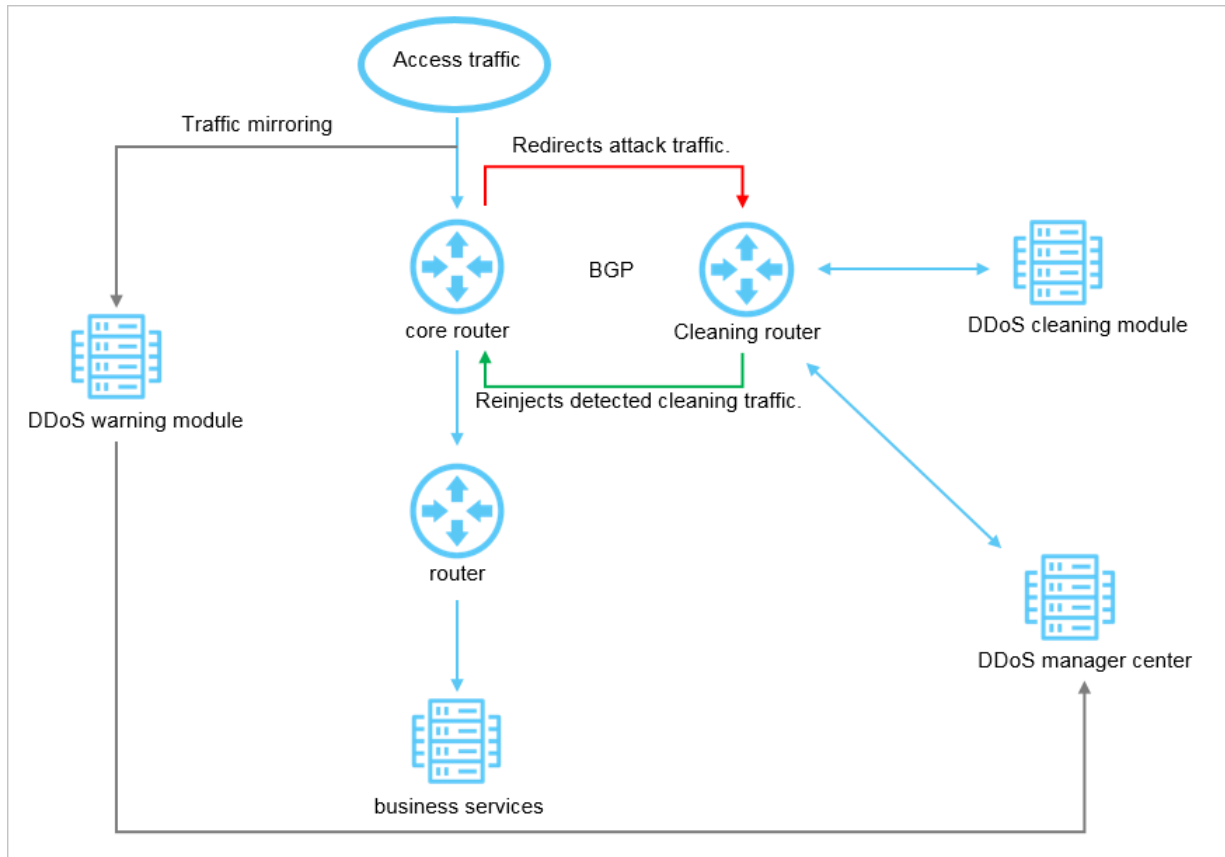 Access traffic
Traffic mirroring
Redirects attack traffic.
BGP
core router
Cleaning router
DDoS cleaning module
Reinjects detected cleaning traffic.
DDoS warning module
router
DDoS manager center
business services